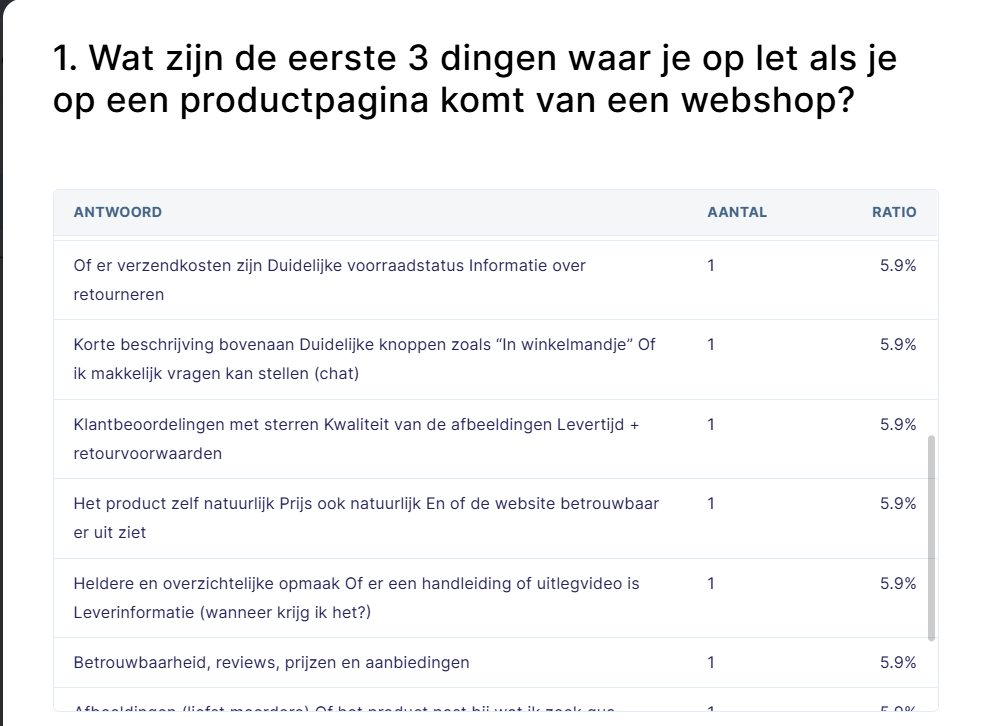 1. Wat zijn de eerste 3 dingen waar je op let als je
op een productpagina komt van een webshop?
ANTWOORD AANTAL RATIO
Of er verzendkosten zijn Duidelijke voorraadstatus Informatie over 1 5.9%
retourneren
Korte beschrijving bovenaan Duidelijke knoppen zoals “In winkelmandje” Of 1 5.9%
ik makkelijk vragen kan stellen (chat)
Klantbeoordelingen met sterren Kwaliteit van de afbeeldingen Levertijd + 1 5.9%
retourvoorwaarden
Het product zelf natuurlijk Prijs ook natuurlijk En of de website betrouwbaar 1 5.9%
er uit ziet
Heldere en overzichtelijke opmaak Of er een handleiding of uitlegvideo is 1 5.9%
Leverinformatie (wanneer krijg ik het?)
Betrouwbaarheid, reviews, prijzen en aanbiedingen 1 5.9%
Afbeeldingen (liefst meerdere) Of het product past bij wat ik zoek qua 1 5.9%